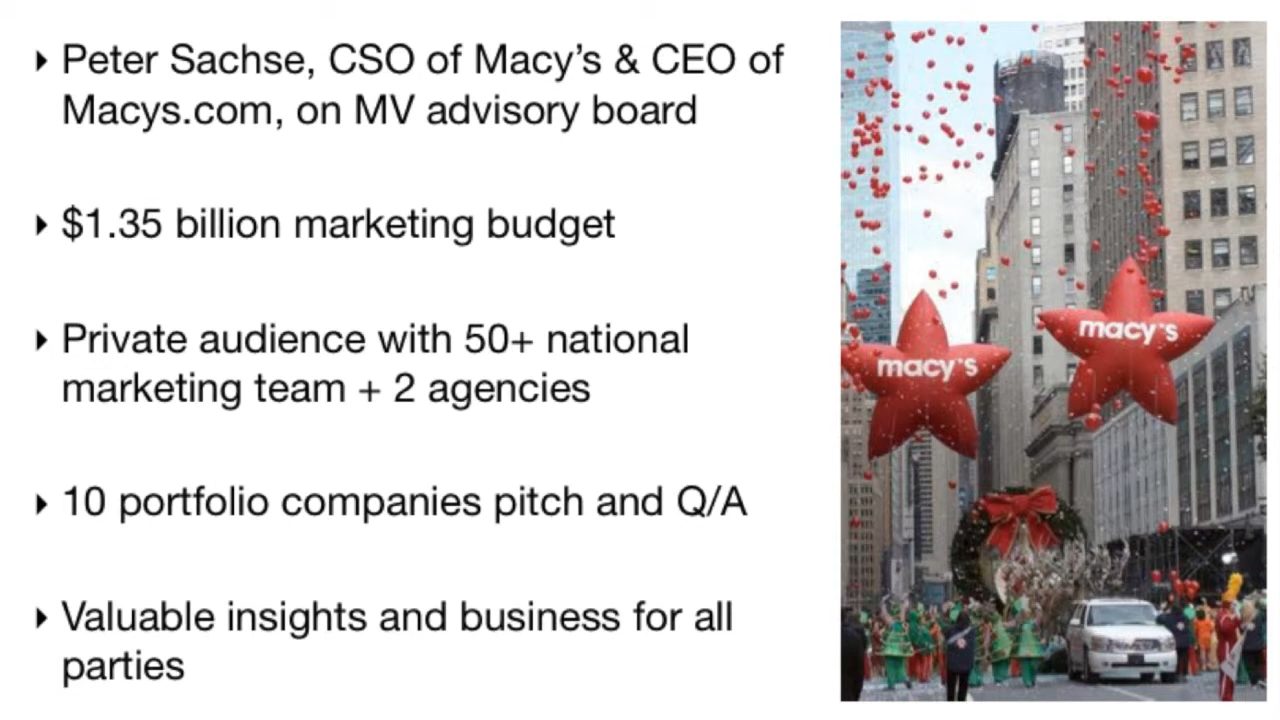 Peter Sachse, CSO of Macy's & CEO of
Macys.com, on MV advisory board
$1.35 billion marketing budget
Private audience with 50+ national
marketing team + 2 agencies
10 portfolio companies pitch and Q/A
Valuable insights and business for all
parties
macy's
macy's